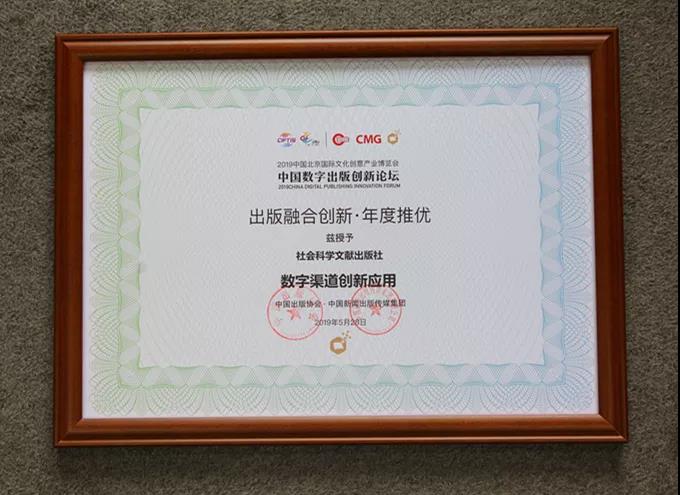 CMG
2019中国北京国际文化创意产业博览会
中国数字出版创新论坛
2019CHINA DIGITAL PUBLISHING INNOVATION FORUM
出版融合创新·年度推优
兹授予
社会科学文献出版社
数字渠道创新应用
中国出版协会·中国新闻出版传媒集团
2019年5月28日